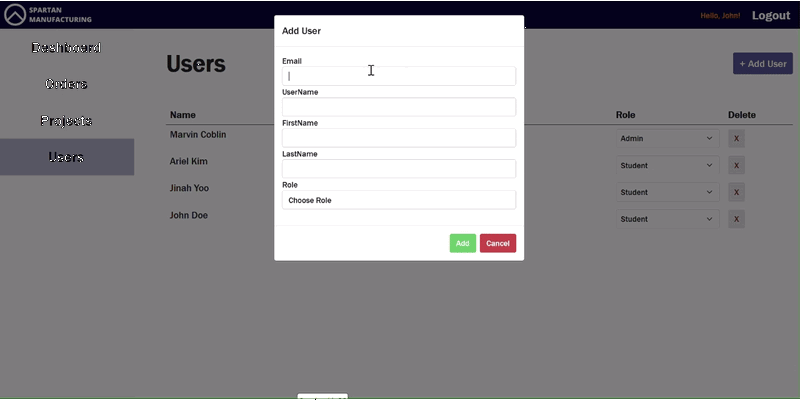 SPARTAN
MANUFACTURING
Hello, John!
Logout
Dashboard
Orders
Projects
Users
Users
+ Add User
Name
Role
Delete
Marvin Coblin
Admin
X
Ariel Kim
Student
X
Jinah Yoo
Student
X
John Doe
Student
X
Add User
Email
UserName
FirstName
LastName
Role
Choose Role
Add
Cancel